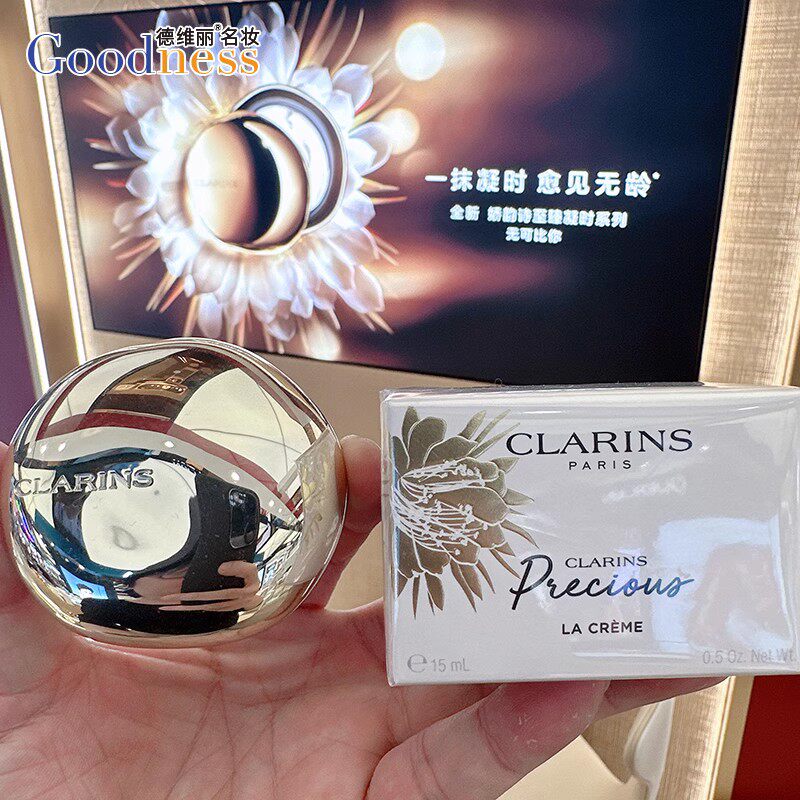 德维丽®名妆
Goodness
CLARINS
一抹凝时 愈见无龄*
全新 娇韵诗至臻凝时系列
无可比你
CLARINS
CLARINS
PARIS
CLARINS
Precious
LA CRÈME
℮ 15 mL
0.5 Oz. Net Wt.